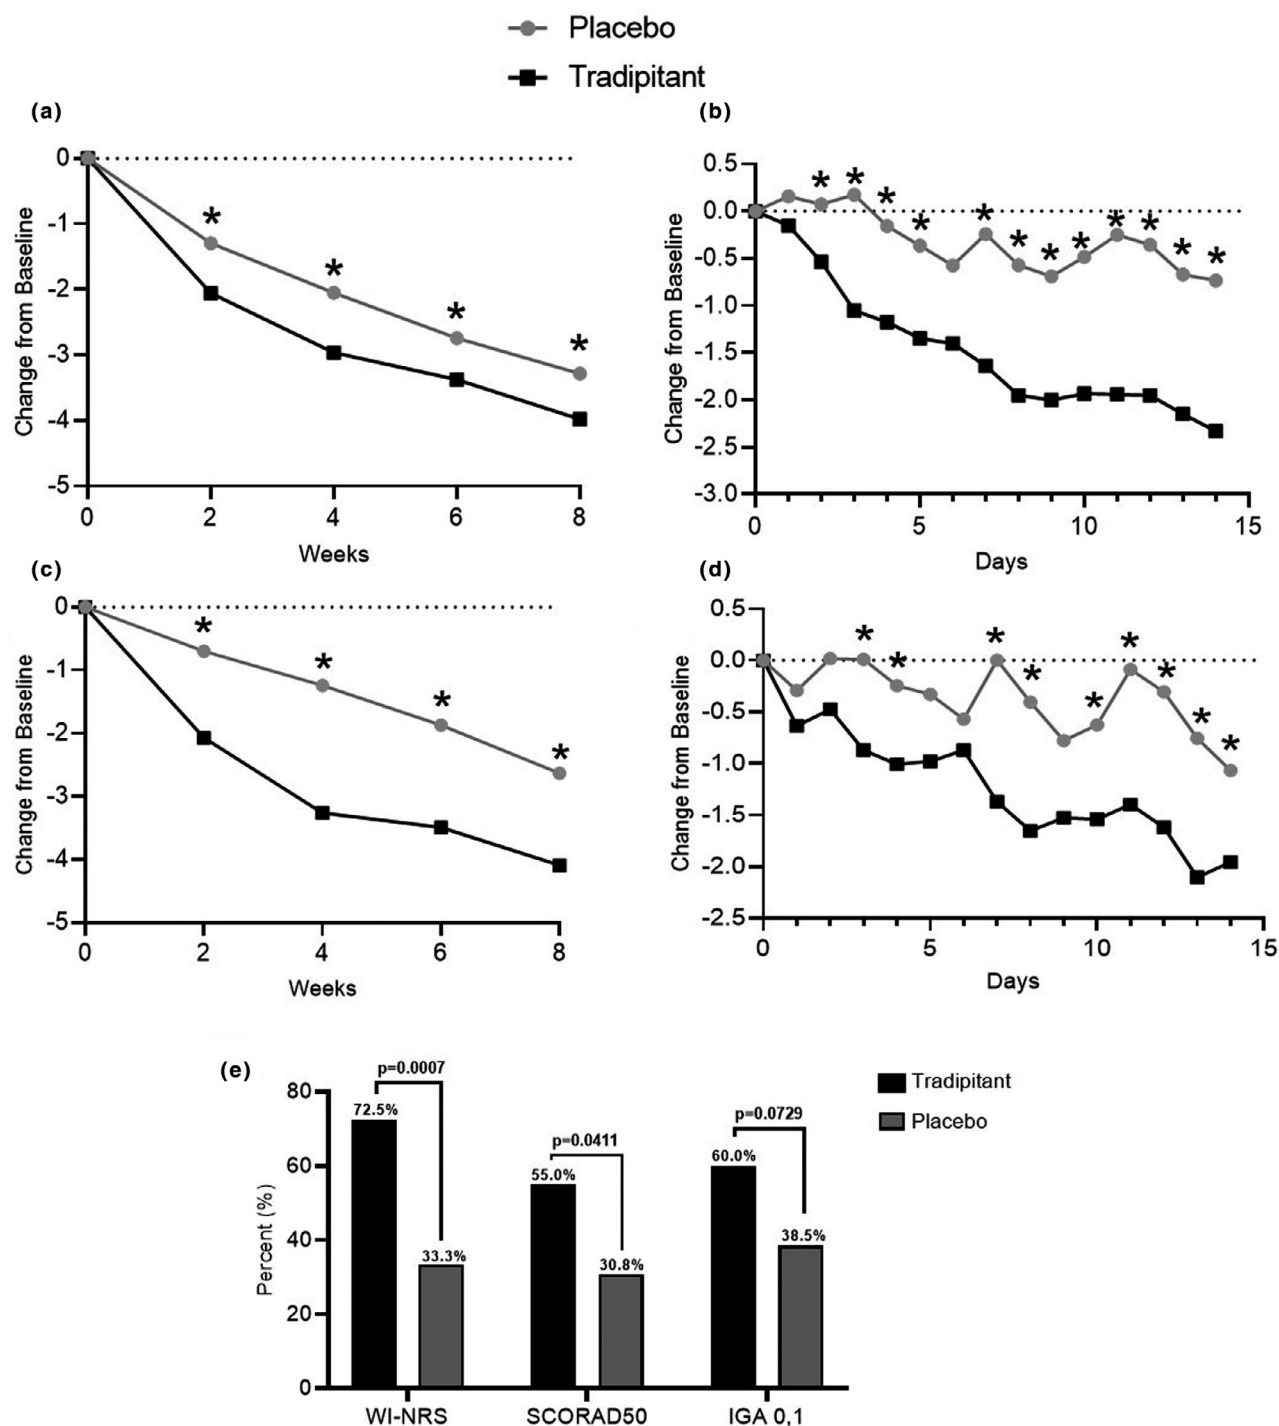 Placebo
Tradipitant
(a)
Change from Baseline
0
-1
-2
-3
-4
-5
* * * *
0 2 4 6 8
Weeks
(b)
Change from Baseline
0.5
0.0
-0.5
-1.0
-1.5
-2.0
-2.5
-3.0
* * * * * * * * * * * *
0 5 10 15
Days
(c)
Change from Baseline
0
-1
-2
-3
-4
-5
* * * *
0 2 4 6 8
Weeks
(d)
Change from Baseline
0.5
0.0
-0.5
-1.0
-1.5
-2.0
-2.5
* * * * * * * * *
0 5 10 15
Days
(e)
Percent (%)
80
60
40
20
0
p=0.0007
72.5%
33.3%
p=0.0411
55.0%
30.8%
p=0.0729
60.0%
38.5%
WI-NRS SCORAD50 IGA 0,1
Tradipitant
Placebo